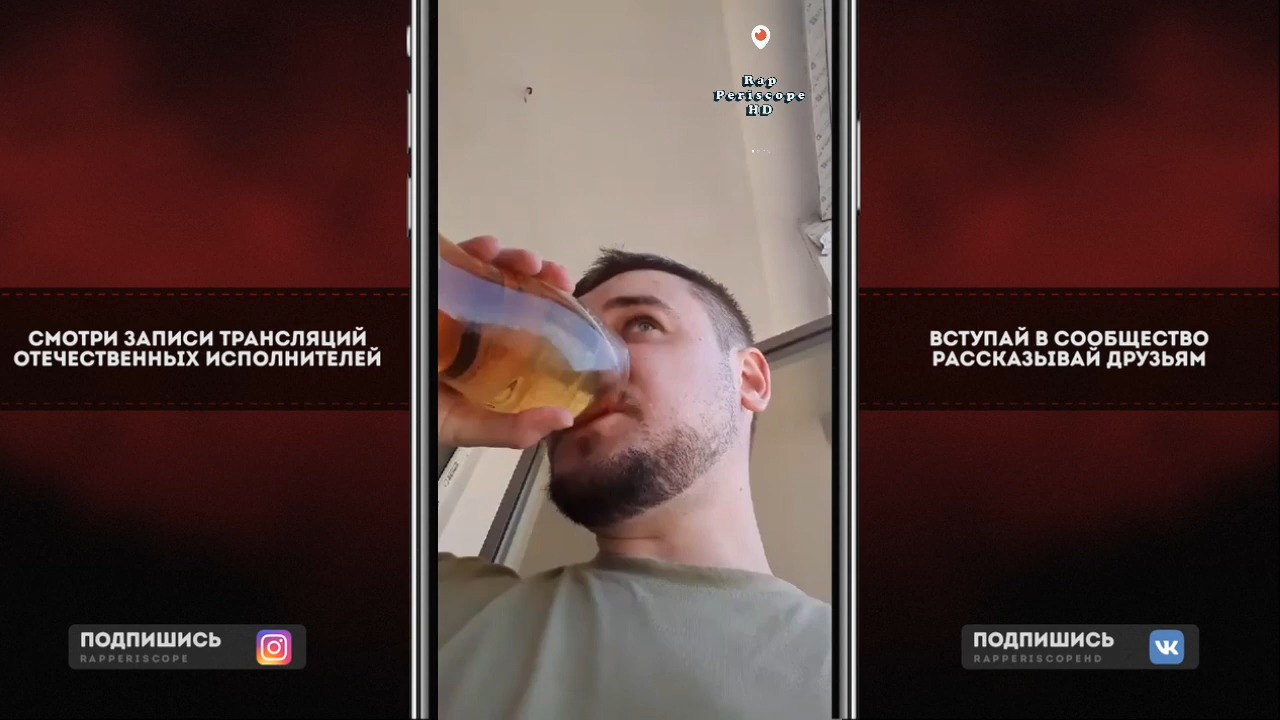 Rap
Periscope
HD
СМОТРИ ЗАПИСИ ТРАНСЛЯЦИЙ
ОТЕЧЕСТВЕННЫХ ИСПОЛНИТЕЛЕЙ
ВСТУПАЙ В СООБЩЕСТВО
РАССКАЗЫВАЙ ДРУЗЬЯМ
ПОДПИШИСЬ
RAPPERISCOPE
ПОДПИШИСЬ
RAPPERISCOPEHD